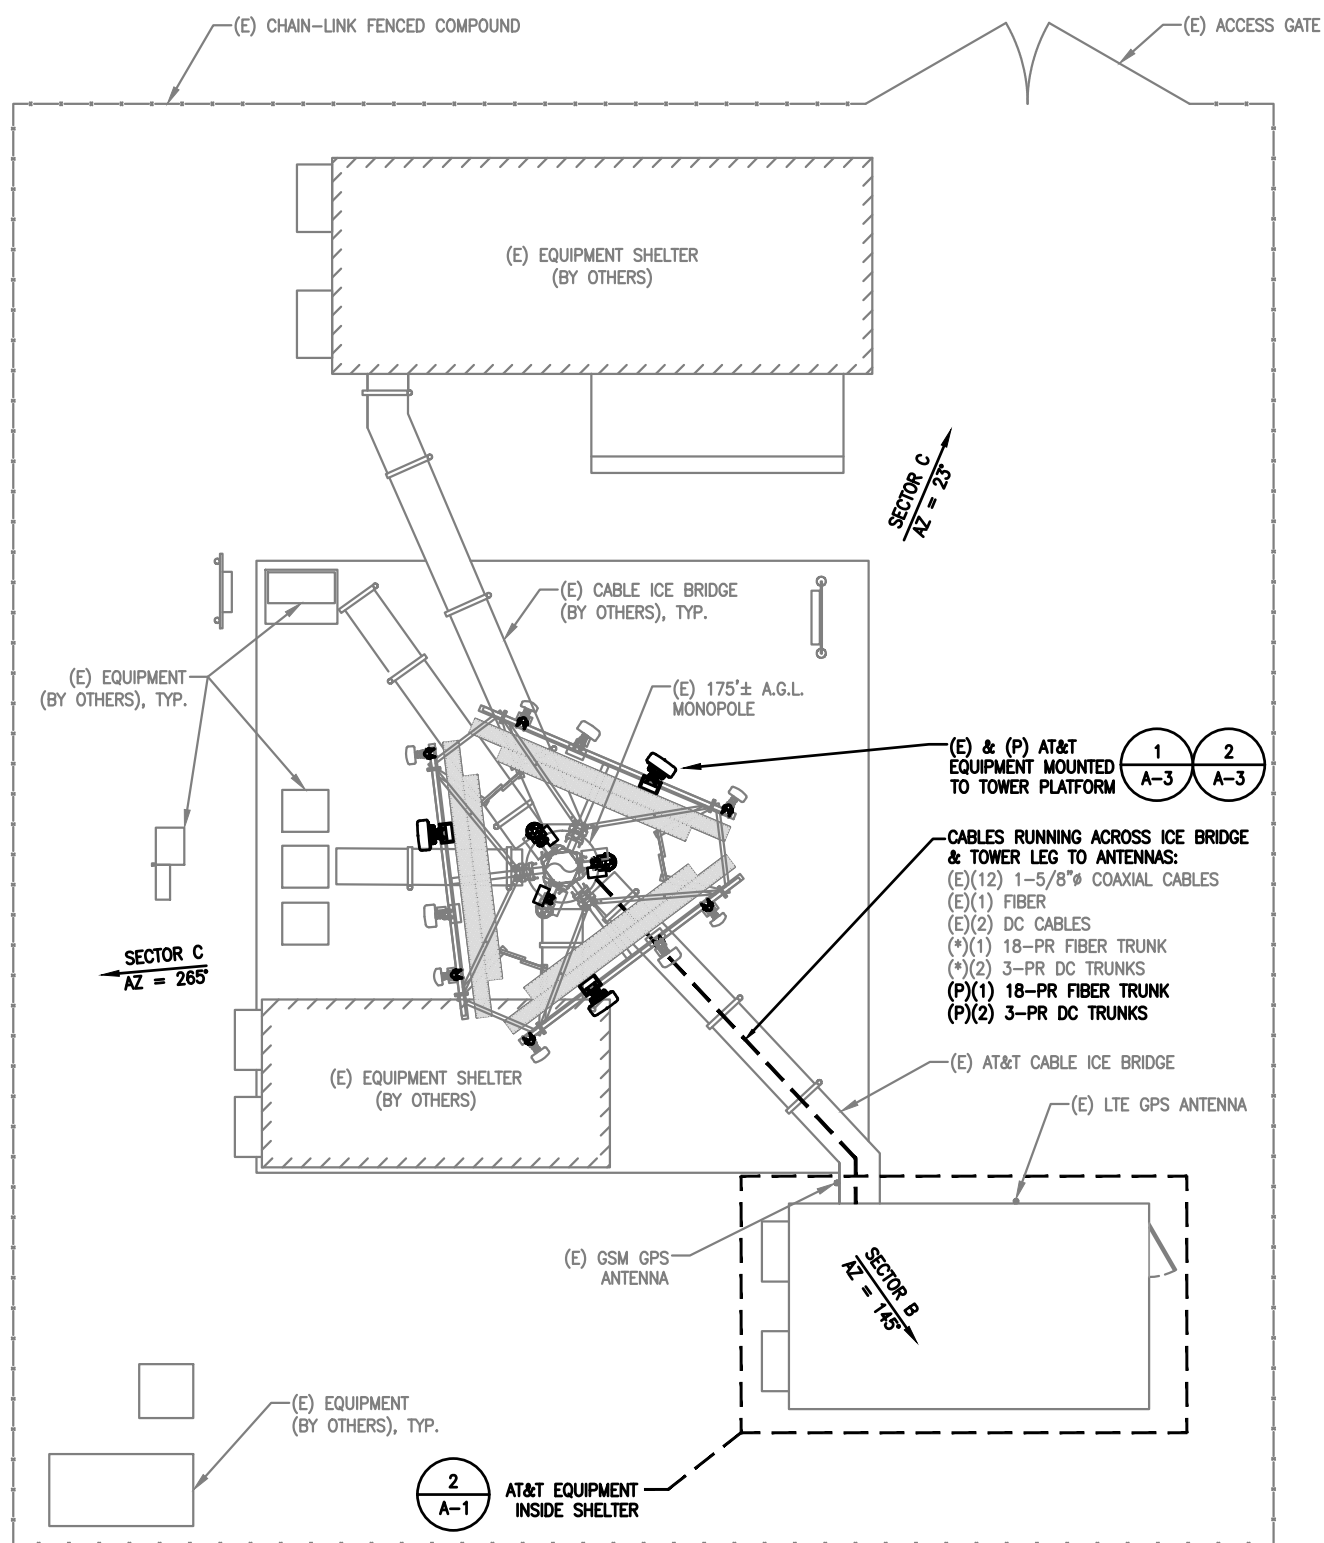 (E) CHAIN-LINK FENCED COMPOUND
(E) ACCESS GATE
(E) EQUIPMENT SHELTER
(BY OTHERS)
SECTOR C
AZ = 23°
(E) CABLE ICE BRIDGE
(BY OTHERS), TYP.
(E) EQUIPMENT
(BY OTHERS), TYP.
(E) 175'± A.G.L.
MONOPOLE
(E) & (P) AT&T
EQUIPMENT MOUNTED
TO TOWER PLATFORM
1
A-3
2
A-3
CABLES RUNNING ACROSS ICE BRIDGE
& TOWER LEG TO ANTENNAS:
(E)(12) 1-5/8"ø COAXIAL CABLES
(E)(1) FIBER
(E)(2) DC CABLES
(*)(1) 18-PR FIBER TRUNK
(*)(2) 3-PR DC TRUNKS
(P)(1) 18-PR FIBER TRUNK
(P)(2) 3-PR DC TRUNKS
SECTOR C
AZ = 265°
(E) EQUIPMENT SHELTER
(BY OTHERS)
(E) AT&T CABLE ICE BRIDGE
(E) LTE GPS ANTENNA
(E) GSM GPS
ANTENNA
SECTOR B
AZ = 145°
(E) EQUIPMENT
(BY OTHERS), TYP.
2
A-1
AT&T EQUIPMENT
INSIDE SHELTER